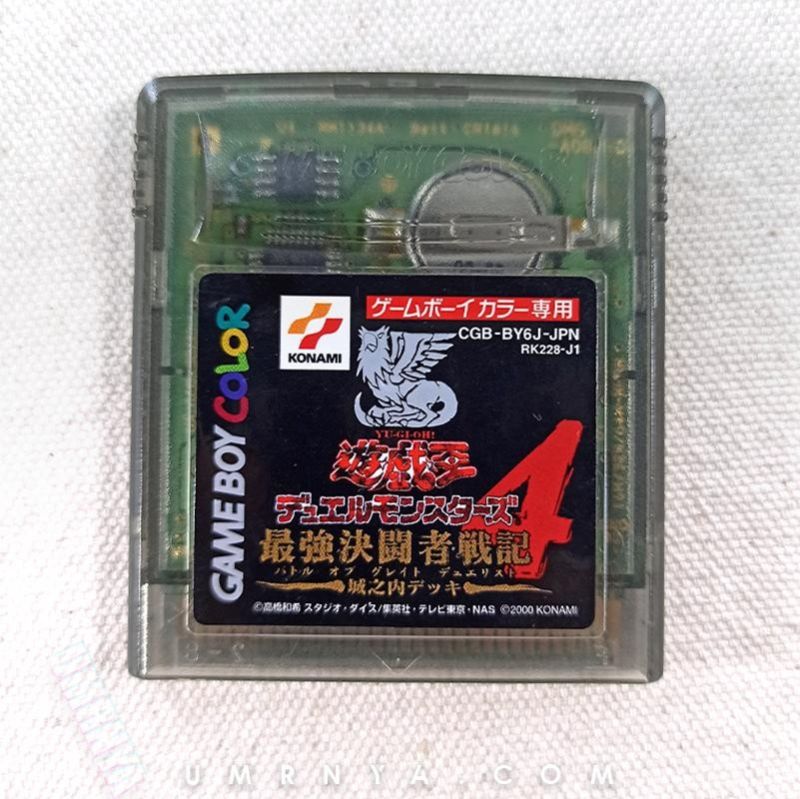 KONAMI
ゲームボーイカラー専用
CGB-BY6J-JPN
RK228-J1
GAME BOY COLOR
YU-GI-OH!
遊戯王
デュエルモンスターズ
4
最強決闘者戦記
バトル オブ グレイト デュエリスト
城之内デッキ
©高橋和希 スタジオ・ダイス/集英社・テレビ東京・NAS ©2000 KONAMI
UMRNYA
UMRNYA.COM